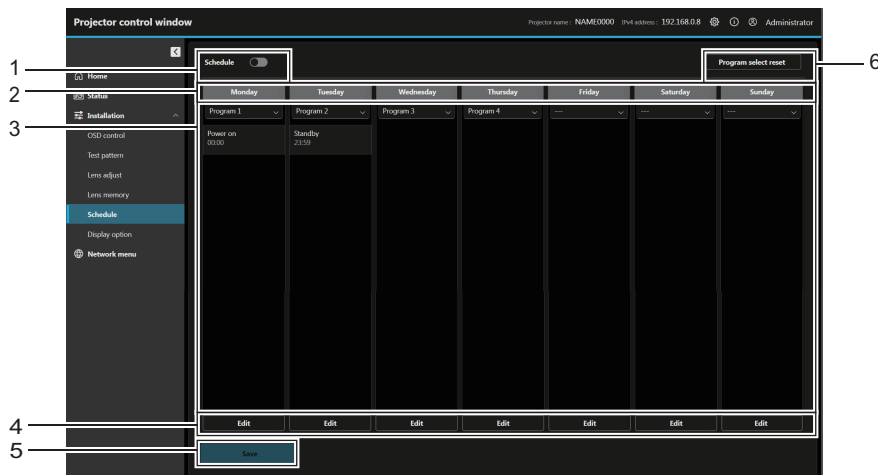 Projector control window
Projector name : NAME0000 IPv4 address : 192.168.0.8 Administrator
1 Schedule Program select reset 6
Home
2 Monday Tuesday Wednesday Thursday Friday Saturday Sunday
Status
3 Installation Program 1 Program 2 Program 3 Program 4 --- --- ---
OSD control Power on Standby
00:00 23:59
Test pattern
Lens adjust
Lens memory
Schedule
Display option
Network menu
4 Edit Edit Edit Edit Edit Edit Edit
5 Save